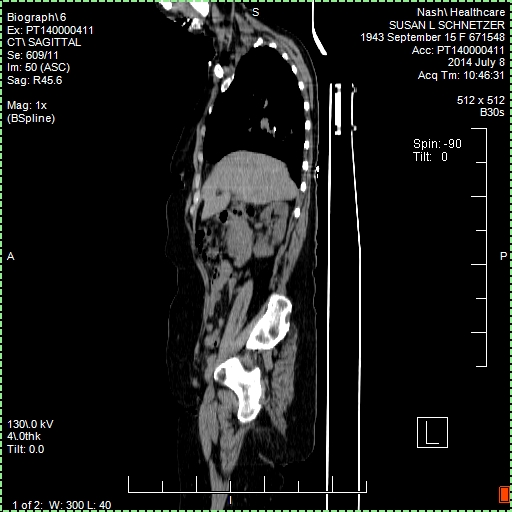 Biograph\6
Ex: PT140000411
CT\ SAGITTAL
Se: 609/11
Im: 50 (ASC)
Sag: R45.6
Mag: 1x
(BSpline)
S
Nash\ Healthcare
SUSAN L SCHNETZER
1943 September 15 F 671548
Acc: PT140000411
2014 July 8
Acq Tm: 10:46:31
512 x 512
B30s
Spin: -90
Tilt: 0
A
P
130\.0 kV
4\.0thk
Tilt: 0.0
L
1 of 2: W: 300 L: 40
I